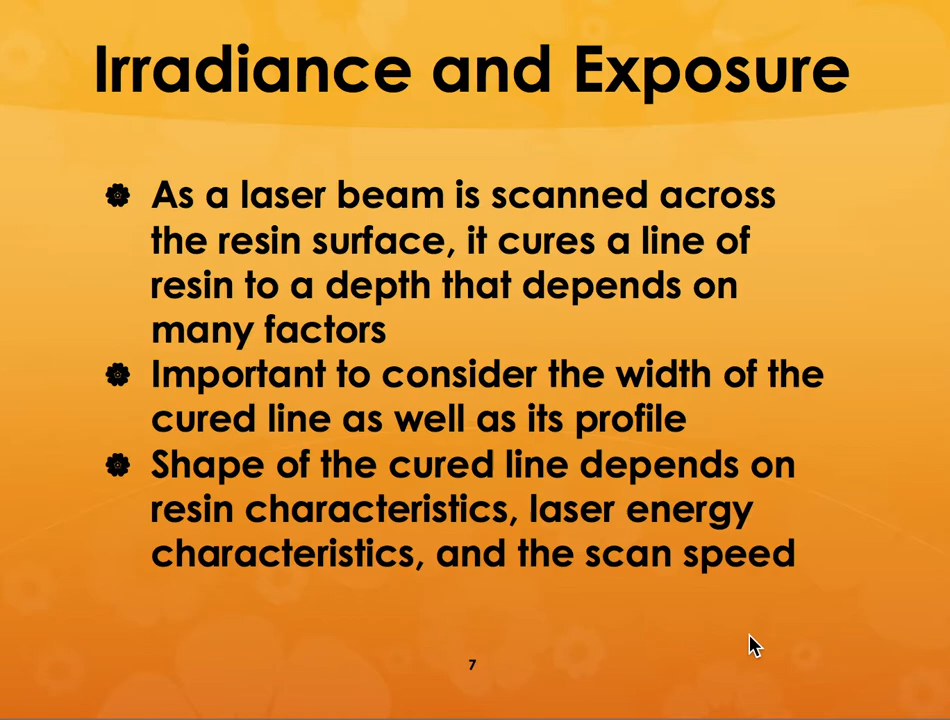 Irradiance and Exposure
As a laser beam is scanned across
the resin surface, it cures a line of
resin to a depth that depends on
many factors
Important to consider the width of the
cured line as well as its profile
Shape of the cured line depends on
resin characteristics, laser energy
characteristics, and the scan speed
7